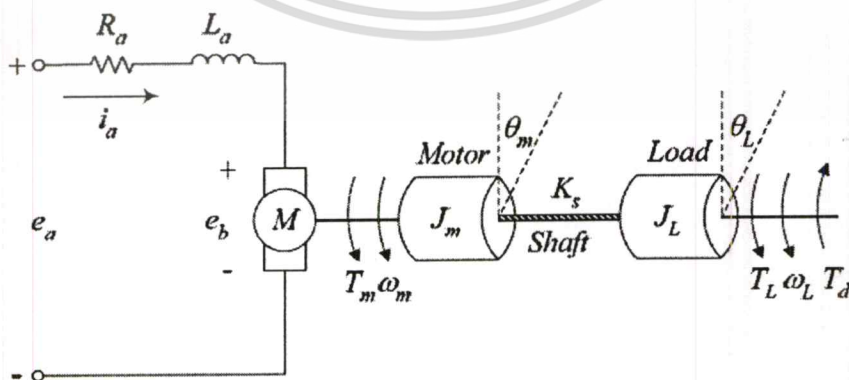 R_a L_a
+
i_a
θ_m θ_L
Motor Load
+ K_s
e_a e_b M J_m J_L
Shaft
-
T_m ω_m T_L ω_L T_d
-